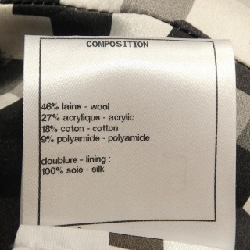 COMPOSITION
46% laine - wool
27% acrylique - acrylic
18% coton - cotton
9% polyamide - polyamide
doublure - lining :
100% soie - silk